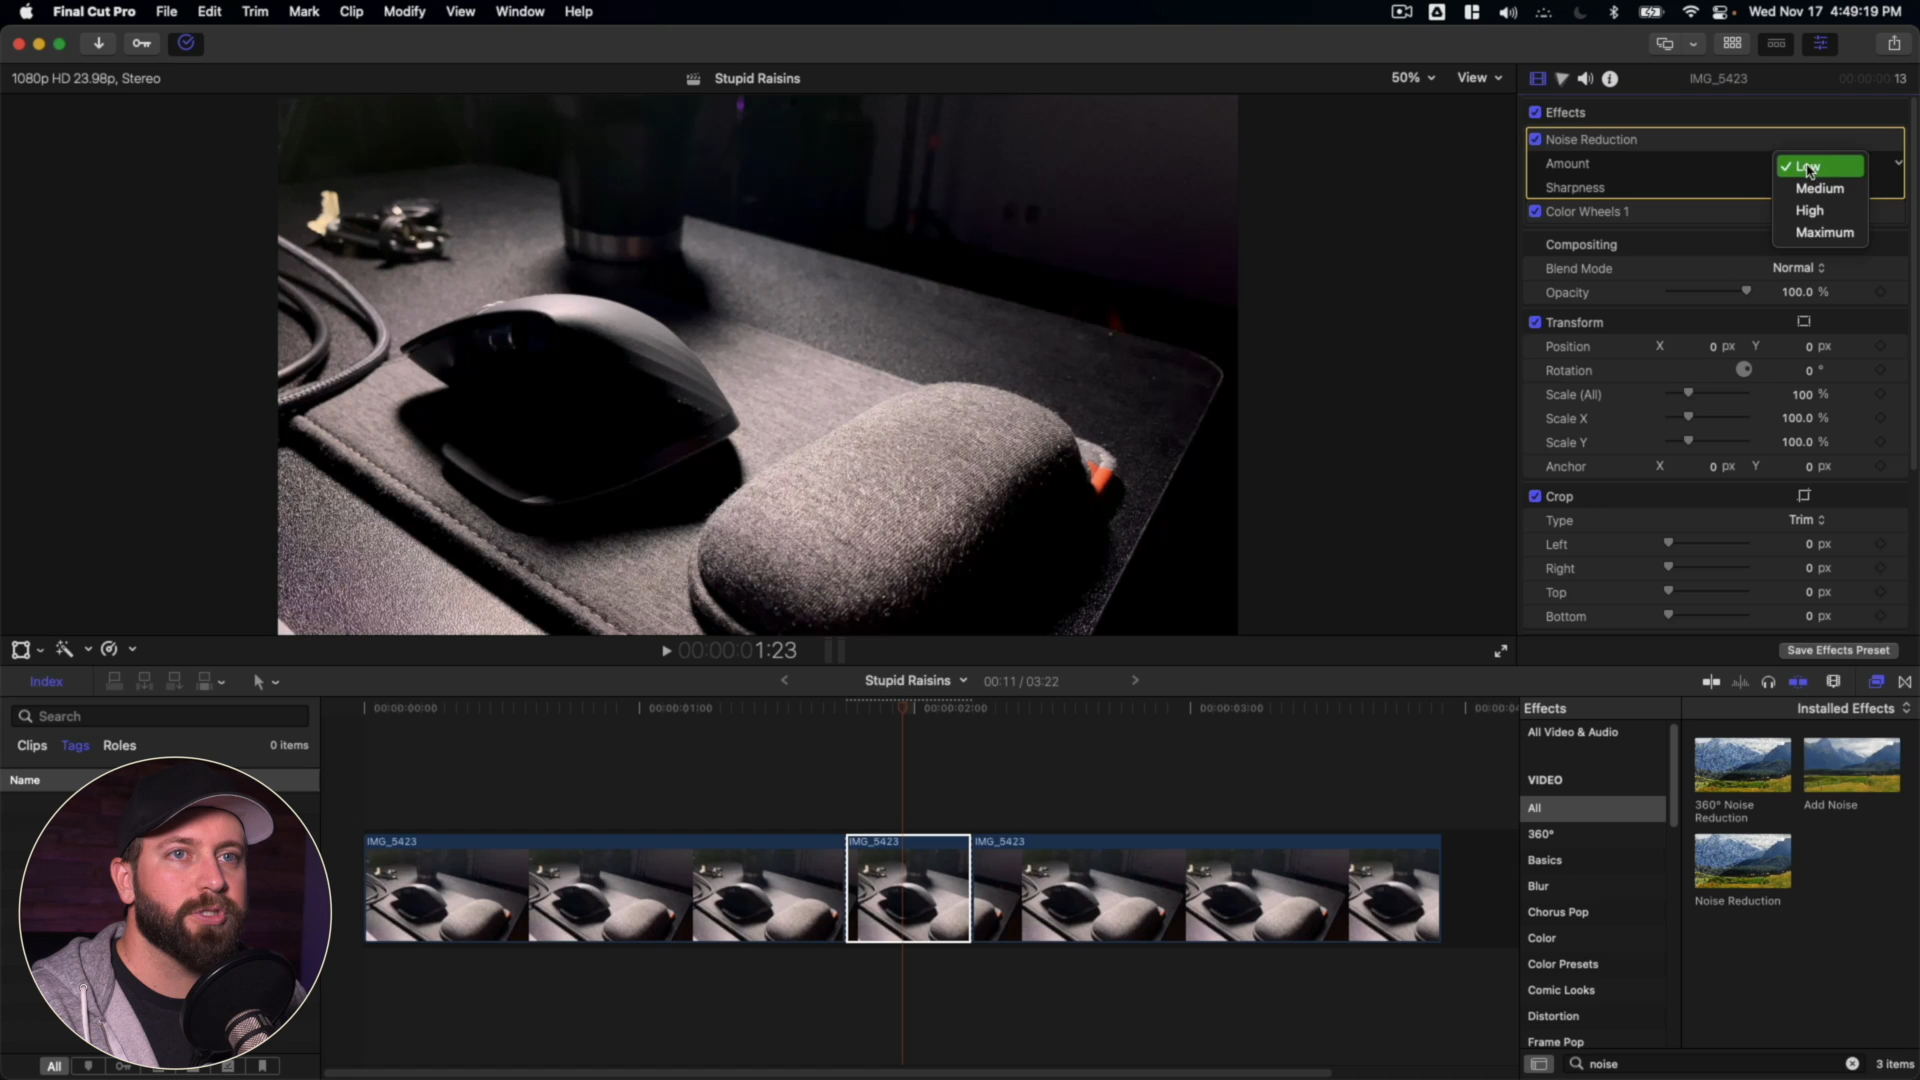 Final Cut Pro File Edit Trim Mark Clip Modify View Window Help Wed Nov 17 4:49:19 PM
1080p HD 23.98p, Stereo Stupid Raisins 50% View IMG_5423 00:00:00:00 13
Effects
Noise Reduction
Amount Low
Medium
Sharpness
High
Color Wheels 1
Maximum
Compositing
Blend Mode Normal
Opacity 100.0 %
Transform
Position X 0 px Y 0 px
Rotation 0 °
Scale (All) 100 %
Scale X 100.0 %
Scale Y 100.0 %
Anchor X 0 px Y 0 px
Crop
Type Trim
Left 0 px
Right 0 px
Top 0 px
Bottom 0 px
00:00:01:23 Save Effects Preset
Index Stupid Raisins 00:11 / 03:22
Search 00:00:00:00 00:00:01:00 00:00:02:00 00:00:03:00 Effects Installed Effects
Clips Tags Roles 0 items
Name
IMG_5423 IMG_5423 IMG_5423
All Video & Audio
VIDEO
All
360°
Basics
Blur
Chorus Pop
Color
Color Presets
Comic Looks
Distortion
Frame Pop
360° Noise
Reduction
Add Noise
Noise Reduction
All noise 3 items